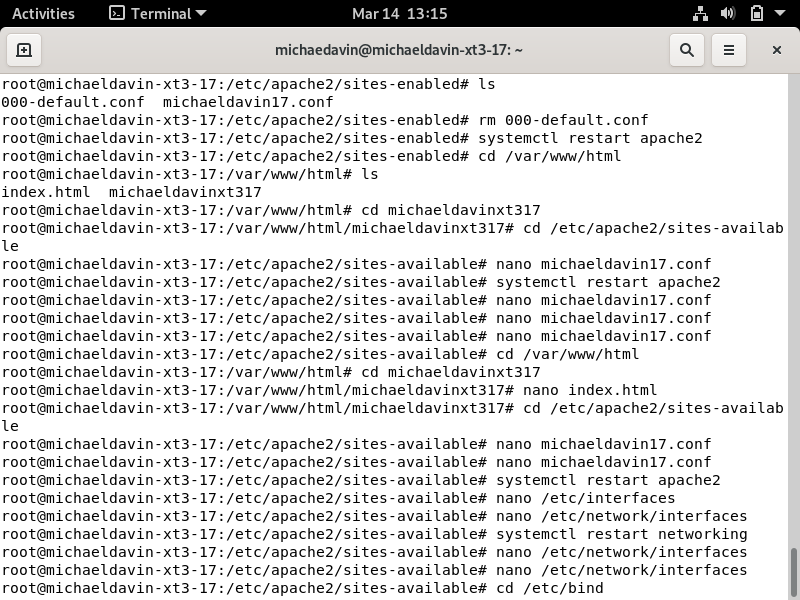 Activities Terminal Mar 14 13:15
michaedavin@michaeldavin-xt3-17: ~
root@michaeldavin-xt3-17:/etc/apache2/sites-enabled# ls
000-default.conf  michaeldavin17.conf
root@michaeldavin-xt3-17:/etc/apache2/sites-enabled# rm 000-default.conf
root@michaeldavin-xt3-17:/etc/apache2/sites-enabled# systemctl restart apache2
root@michaeldavin-xt3-17:/etc/apache2/sites-enabled# cd /var/www/html
root@michaeldavin-xt3-17:/var/www/html# ls
index.html  michaeldavinxt317
root@michaeldavin-xt3-17:/var/www/html# cd michaeldavinxt317
root@michaeldavin-xt3-17:/var/www/html/michaeldavinxt317# cd /etc/apache2/sites-availab
le
root@michaeldavin-xt3-17:/etc/apache2/sites-available# nano michaeldavin17.conf
root@michaeldavin-xt3-17:/etc/apache2/sites-available# systemctl restart apache2
root@michaeldavin-xt3-17:/etc/apache2/sites-available# nano michaeldavin17.conf
root@michaeldavin-xt3-17:/etc/apache2/sites-available# nano michaeldavin17.conf
root@michaeldavin-xt3-17:/etc/apache2/sites-available# nano michaeldavin17.conf
root@michaeldavin-xt3-17:/etc/apache2/sites-available# cd /var/www/html
root@michaeldavin-xt3-17:/var/www/html# cd michaeldavinxt317
root@michaeldavin-xt3-17:/var/www/html/michaeldavinxt317# nano index.html
root@michaeldavin-xt3-17:/var/www/html/michaeldavinxt317# cd /etc/apache2/sites-availab
le
root@michaeldavin-xt3-17:/etc/apache2/sites-available# nano michaeldavin17.conf
root@michaeldavin-xt3-17:/etc/apache2/sites-available# nano michaeldavin17.conf
root@michaeldavin-xt3-17:/etc/apache2/sites-available# systemctl restart apache2
root@michaeldavin-xt3-17:/etc/apache2/sites-available# nano /etc/interfaces
root@michaeldavin-xt3-17:/etc/apache2/sites-available# nano /etc/network/interfaces
root@michaeldavin-xt3-17:/etc/apache2/sites-available# systemctl restart networking
root@michaeldavin-xt3-17:/etc/apache2/sites-available# nano /etc/network/interfaces
root@michaeldavin-xt3-17:/etc/apache2/sites-available# nano /etc/network/interfaces
root@michaeldavin-xt3-17:/etc/apache2/sites-available# cd /etc/bind